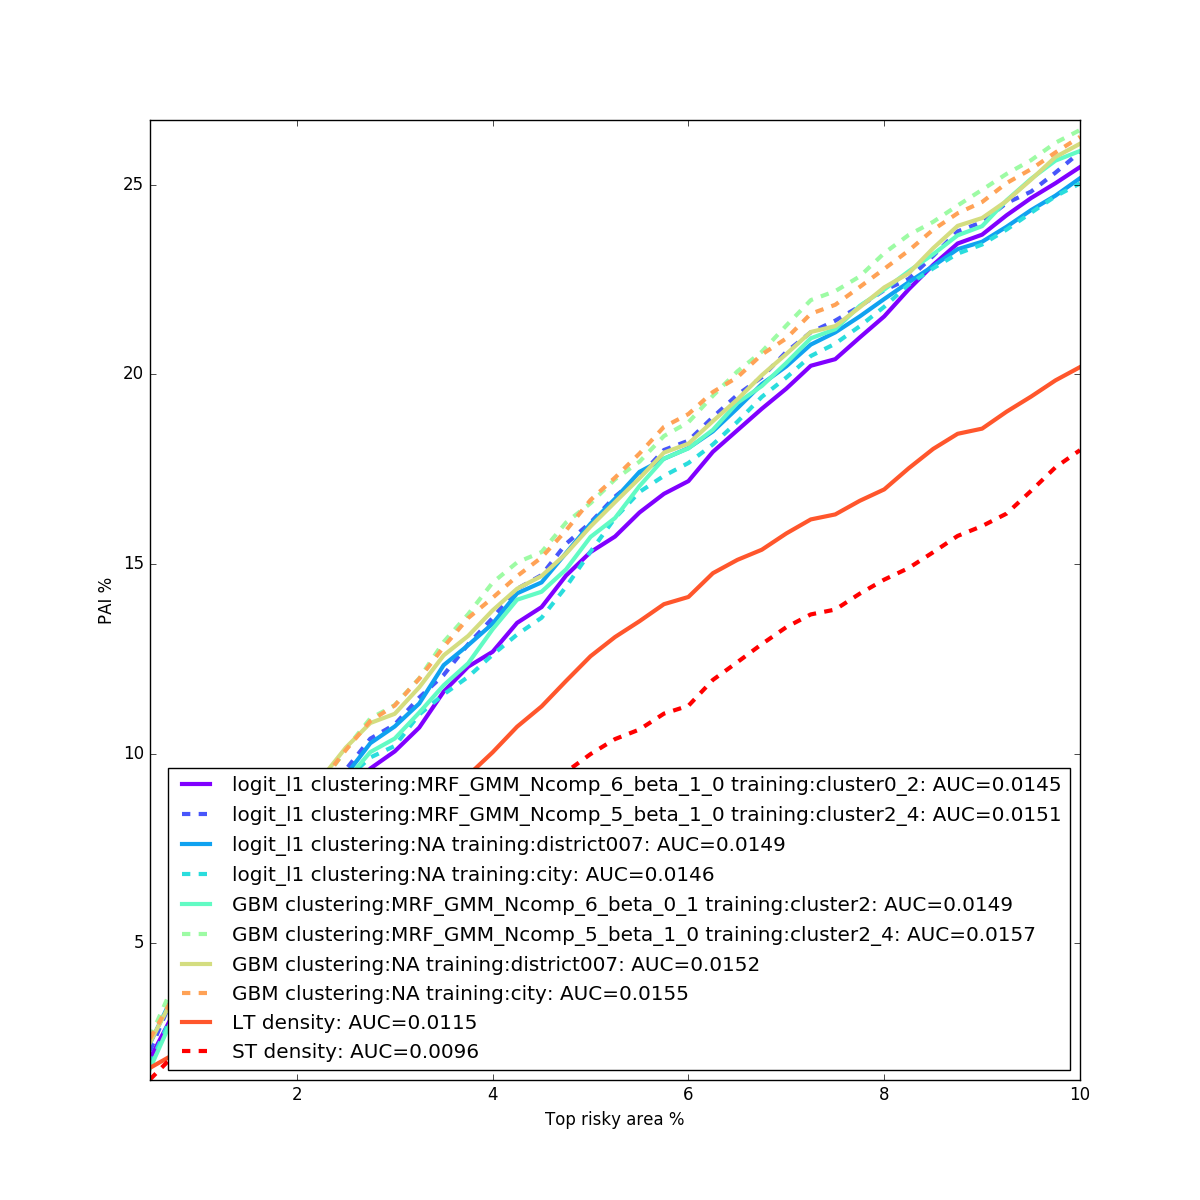 25
20
15
10
5
PAI %
logit_l1 clustering:MRF_GMM_Ncomp_6_beta_1_0 training:cluster0_2: AUC=0.0145
logit_l1 clustering:MRF_GMM_Ncomp_5_beta_1_0 training:cluster2_4: AUC=0.0151
logit_l1 clustering:NA training:district007: AUC=0.0149
logit_l1 clustering:NA training:city: AUC=0.0146
GBM clustering:MRF_GMM_Ncomp_6_beta_0_1 training:cluster2: AUC=0.0149
GBM clustering:MRF_GMM_Ncomp_5_beta_1_0 training:cluster2_4: AUC=0.0157
GBM clustering:NA training:district007: AUC=0.0152
GBM clustering:NA training:city: AUC=0.0155
LT density: AUC=0.0115
ST density: AUC=0.0096
2 4 6 8 10
Top risky area %